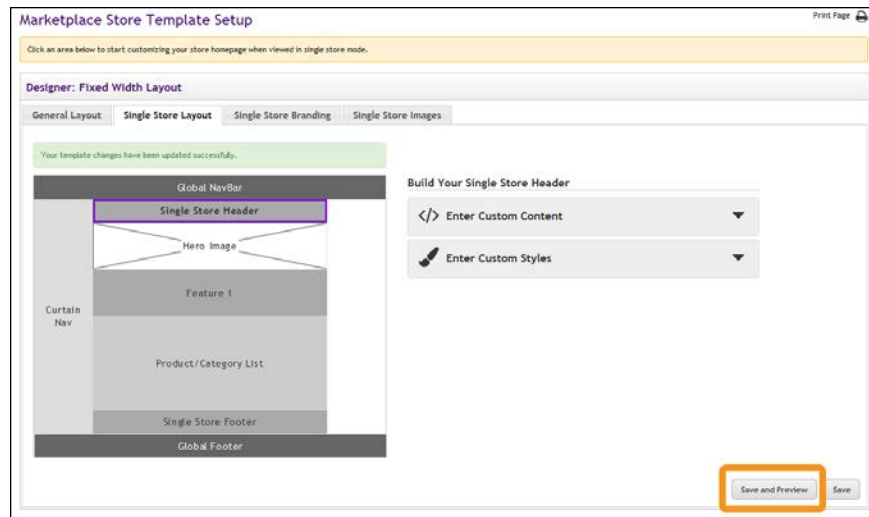 Marketplace Store Template Setup
Print Page
Click an area below to start customizing your store homepage when viewed in single store mode.
Designer: Fixed Width Layout
General Layout Single Store Layout Single Store Branding Single Store Images
Your template changes have been updated successfully.
Global NavBar
Single Store Header
Hero Image
Feature 1
Curtain
Nav
Product/Category List
Single Store Footer
Global Footer
Build Your Single Store Header
</> Enter Custom Content
Enter Custom Styles
Save and Preview Save